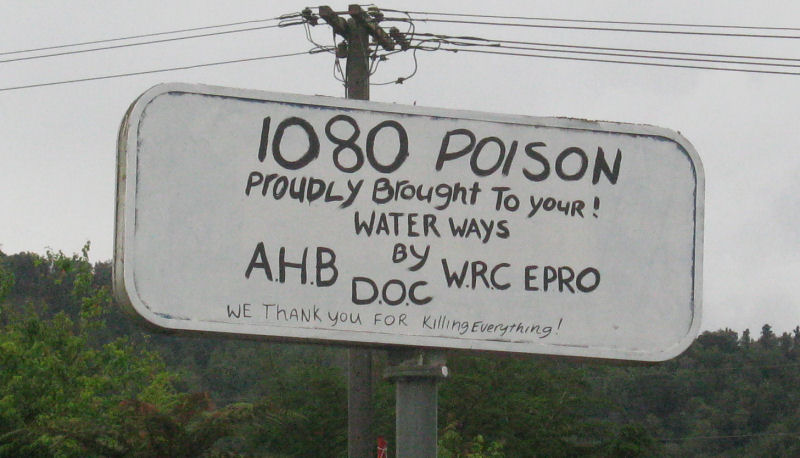 1080 POISON
PROUDLY Brought To your!
WATER WAYS
BY
A.H.B D.O.C W.R.C EPRO
WE THANK you FOR Killing Everything!